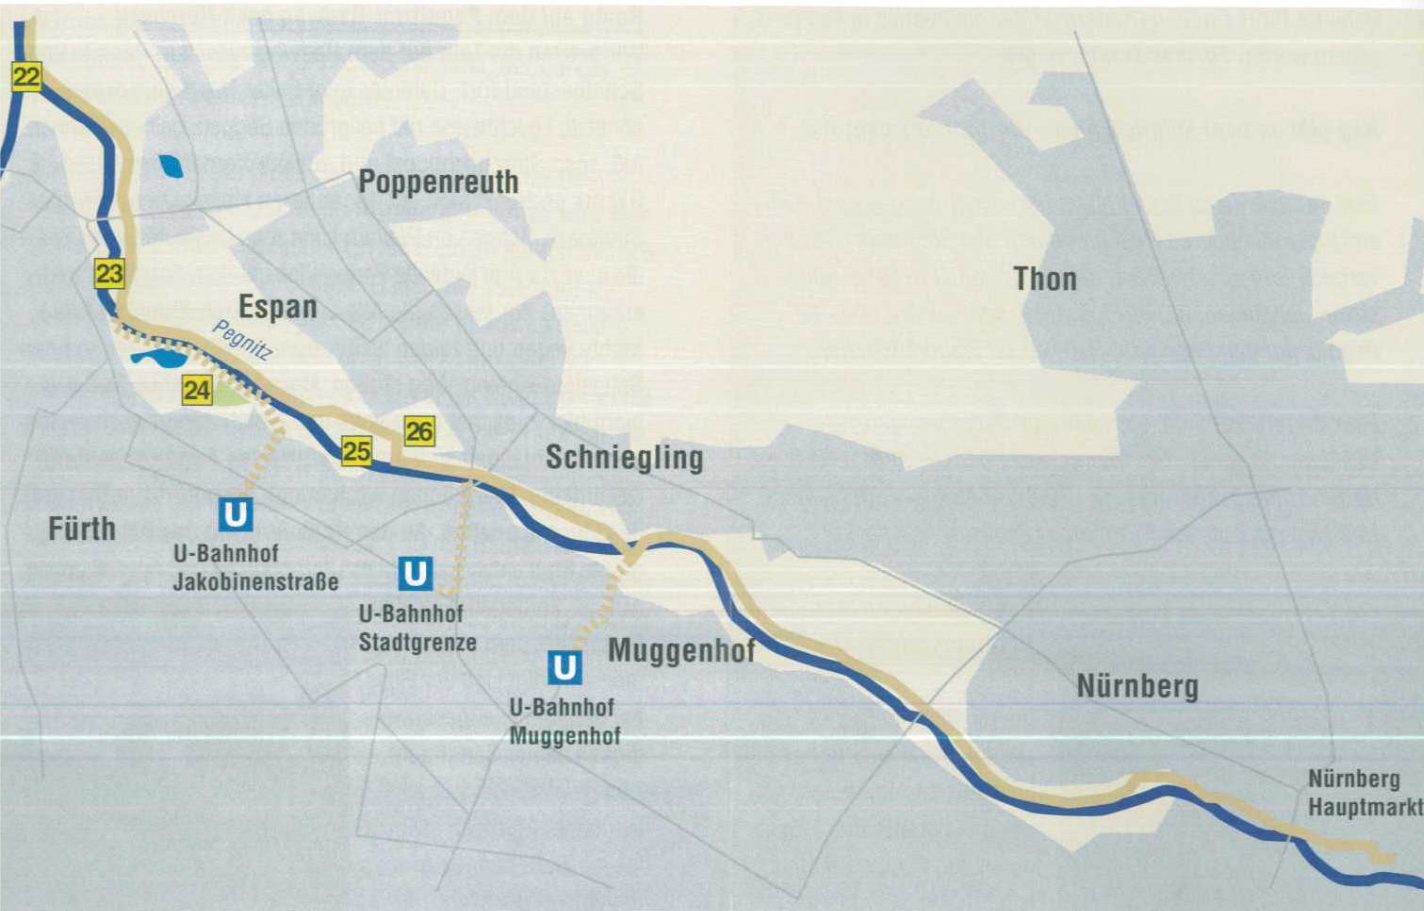 22
Poppenreuth
23
Espan
Pegnitz
Thon
24
26
25
Schniegling
Fürth
U
U-Bahnhof
Jakobinenstraße
U
U-Bahnhof
Stadtgrenze
U
U-Bahnhof
Muggenhof
Muggenhof
Nürnberg
Nürnberg
Hauptmarkt